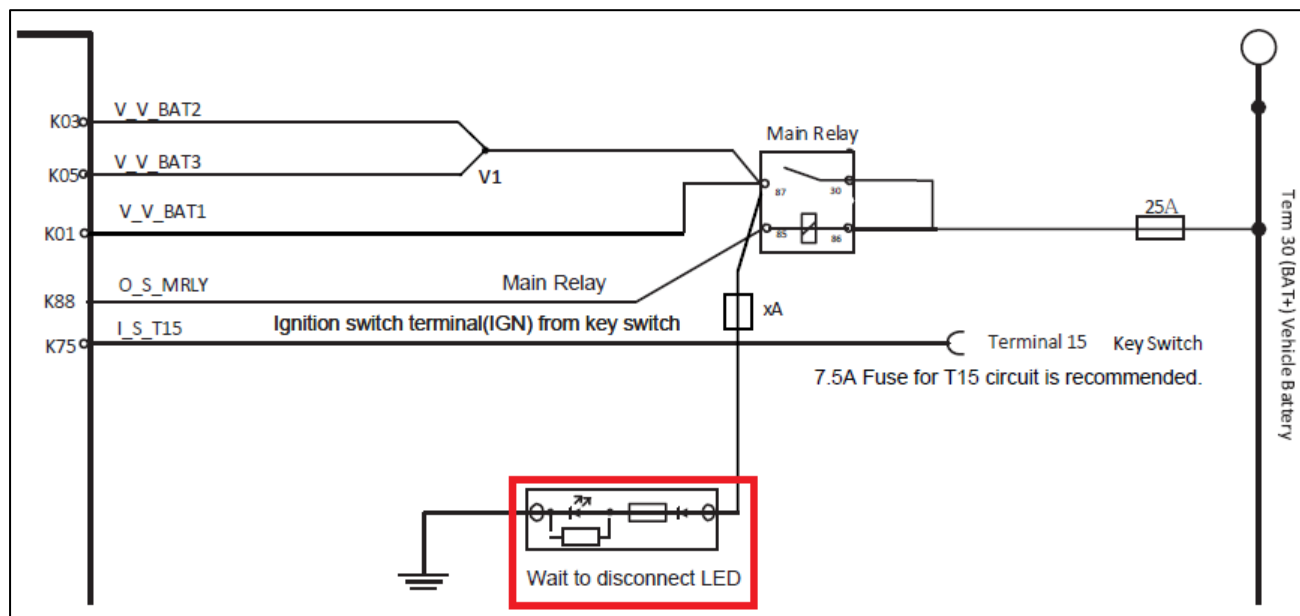 K03
V_V_BAT2
K05
V_V_BAT3
V1
K01
V_V_BAT1
K88
O_S_MRLY
Main Relay
K75
I_S_T15
Ignition switch terminal(IGN) from key switch
Main Relay
87
30
85
86
25A
xA
Terminal 15
Key Switch
7.5A Fuse for T15 circuit is recommended.
Term 30 (BAT+) Vehicle Battery
Wait to disconnect LED